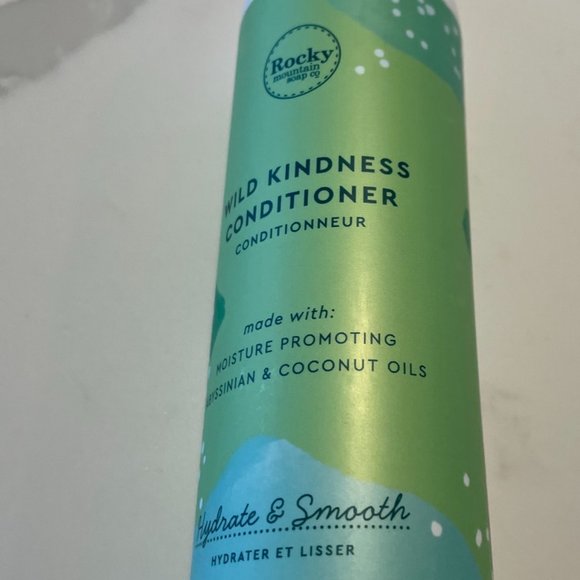 Rocky
mountain
soap co
WILD KINDNESS
CONDITIONER
CONDITIONNEUR
made with:
MOISTURE PROMOTING
ABYSSINIAN & COCONUT OILS
Hydrate & Smooth
HYDRATER ET LISSER